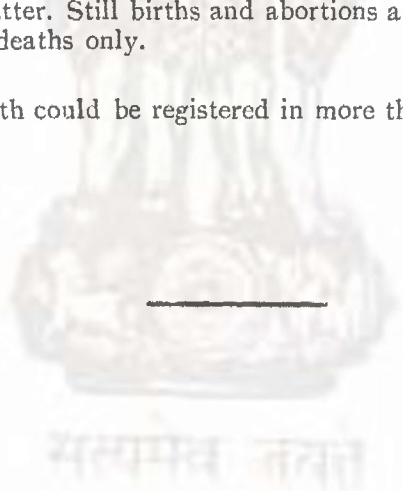 tter. Still births and abortions a
deaths only.
th could be registered in more th
सत्यमेव जयते